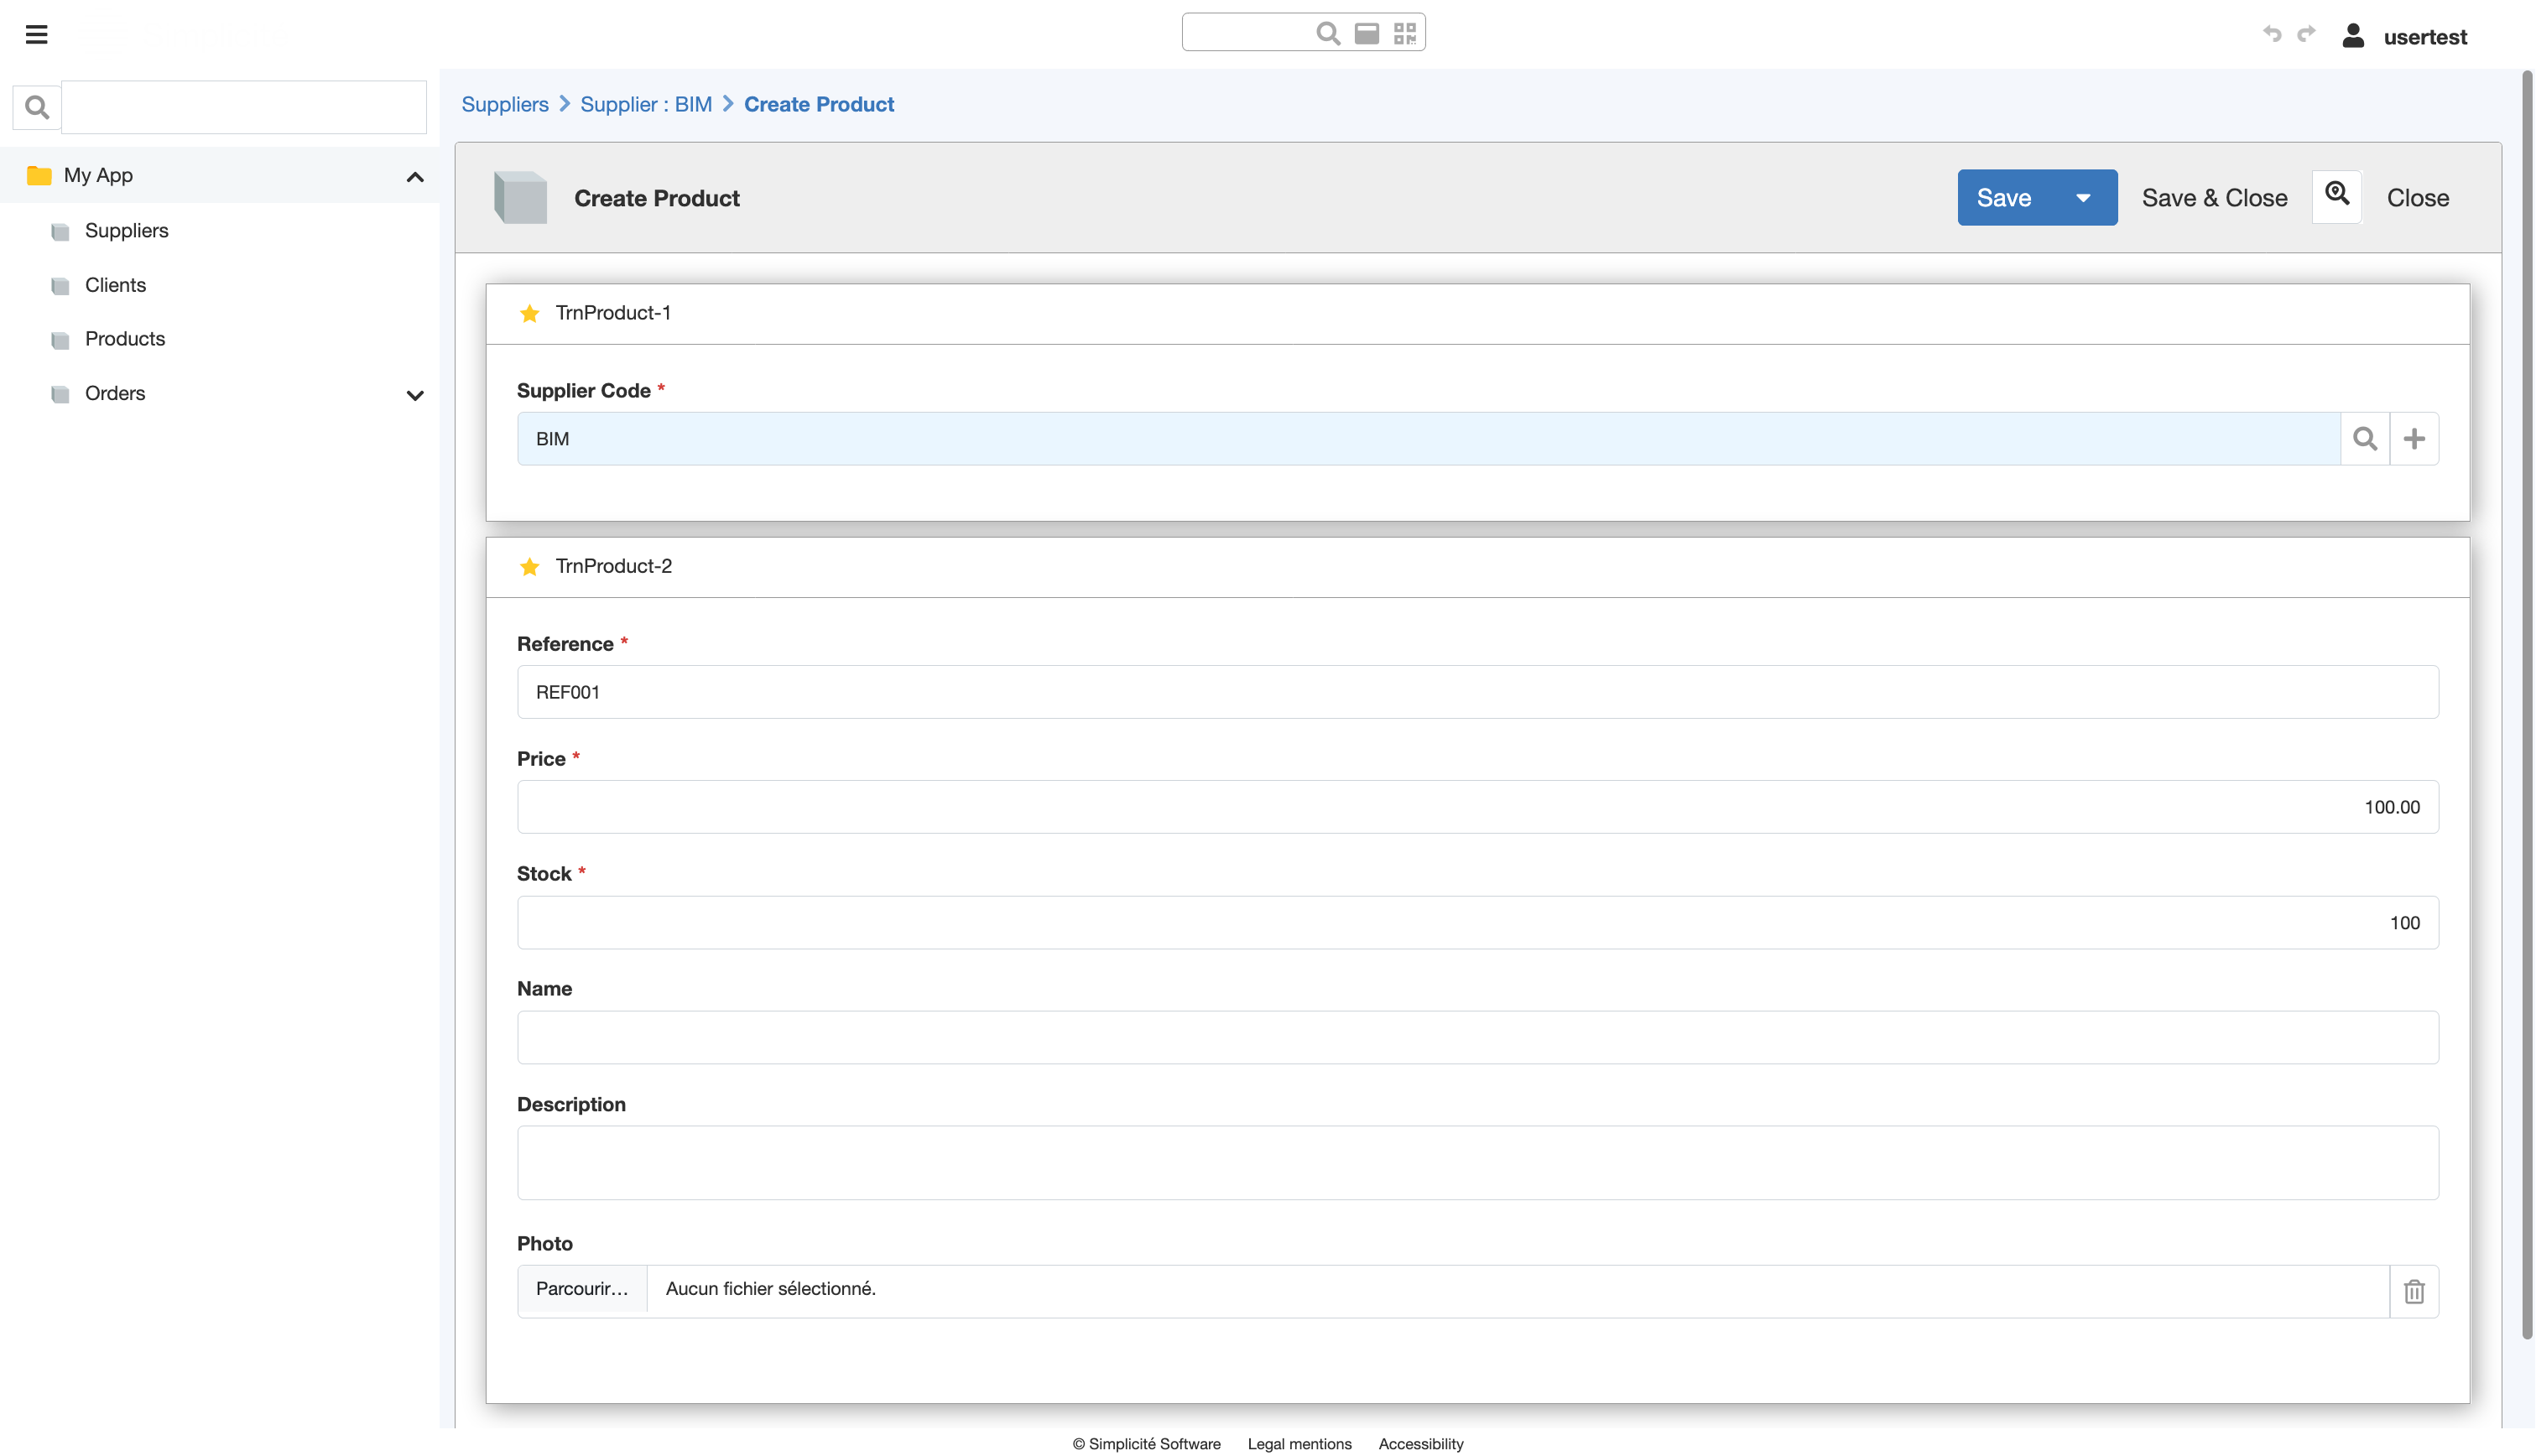 usertest
Suppliers > Supplier : BIM > Create Product
My App
Suppliers
Clients
Products
Orders
Create Product
Save
Save & Close
Close
TrnProduct-1
Supplier Code *
BIM
TrnProduct-2
Reference *
REF001
Price *
100.00
Stock *
100
Name
Description
Photo
Parcourir... Aucun fichier sélectionné.
© Simplicité Software Legal mentions Accessibility